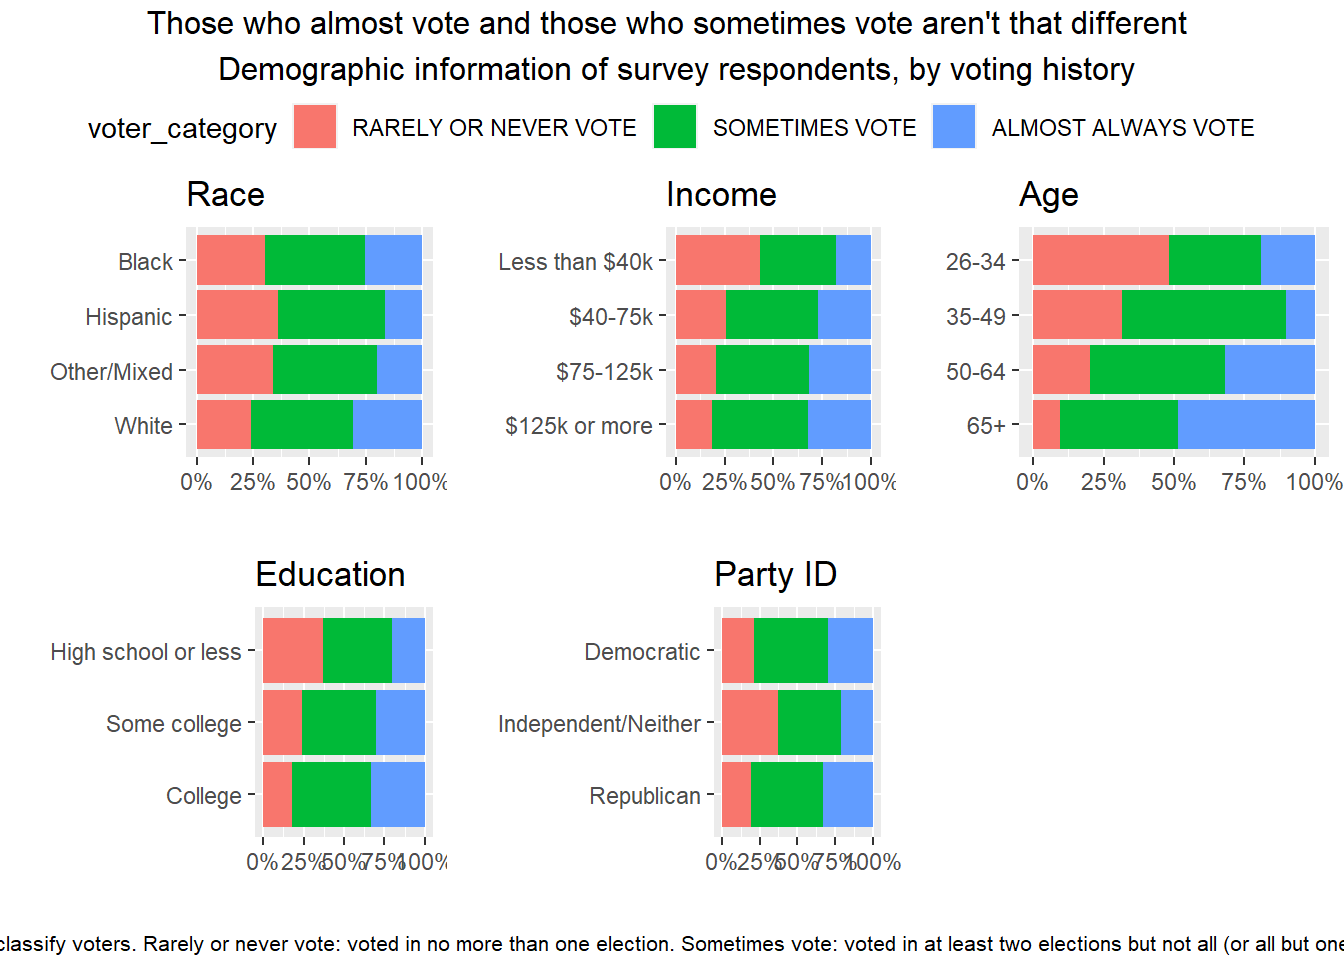 Those who almost vote and those who sometimes vote aren't that different
Demographic information of survey respondents, by voting history
voter_category RARELY OR NEVER VOTE SOMETIMES VOTE ALMOST ALWAYS VOTE
Race
Black
Hispanic
Other/Mixed
White
0% 25% 50% 75% 100%
Income
Less than $40k
$40-75k
$75-125k
$125k or more
0% 25% 50% 75% 100%
Age
26-34
35-49
50-64
65+
0% 25% 50% 75% 100%
Education
High school or less
Some college
College
0% 25% 50% 75% 100%
Party ID
Democratic
Independent/Neither
Republican
0% 25% 50% 75% 100%
classify voters. Rarely or never vote: voted in no more than one election. Sometimes vote: voted in at least two elections but not all (or all but one